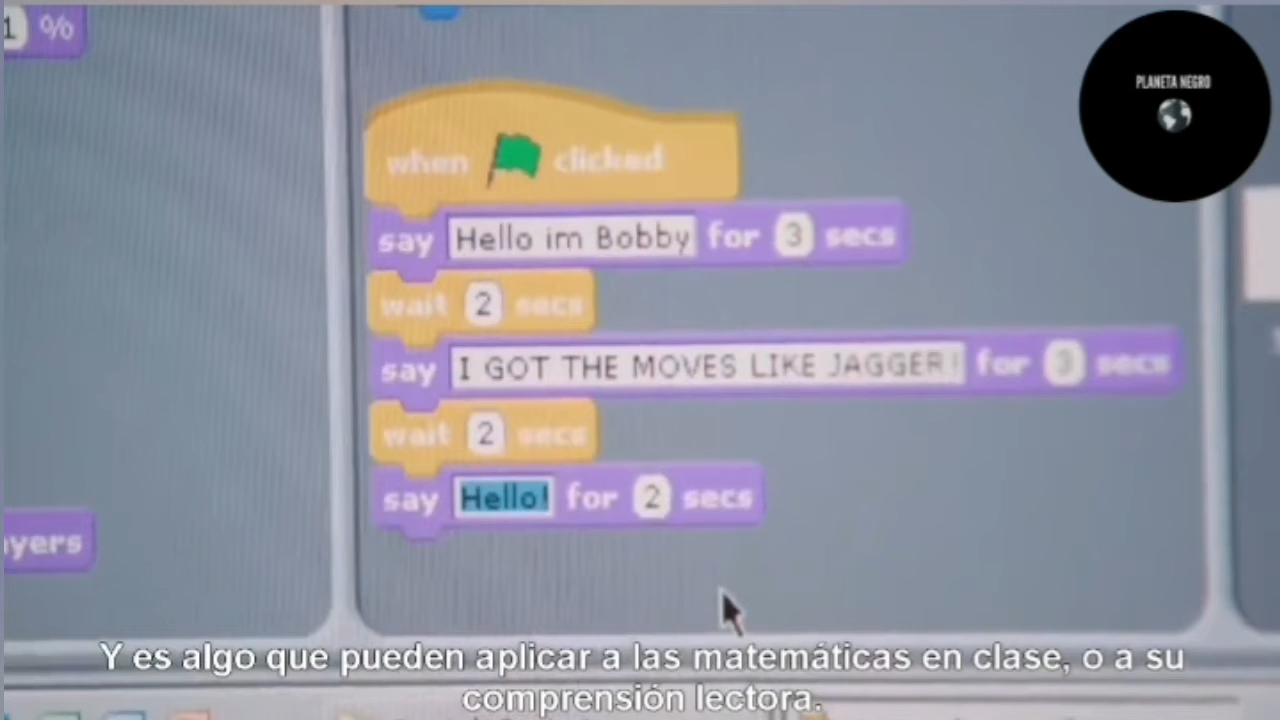 1 %
PLANETA NEGRO
when clicked
say Hello im Bobby for 3 secs
wait 2 secs
say I GOT THE MOVES LIKE JAGGER! for 3 secs
wait 2 secs
say Hello! for 2 secs
yers
Y es algo que pueden aplicar a las matemáticas en clase, o a su
comprensión lectora.